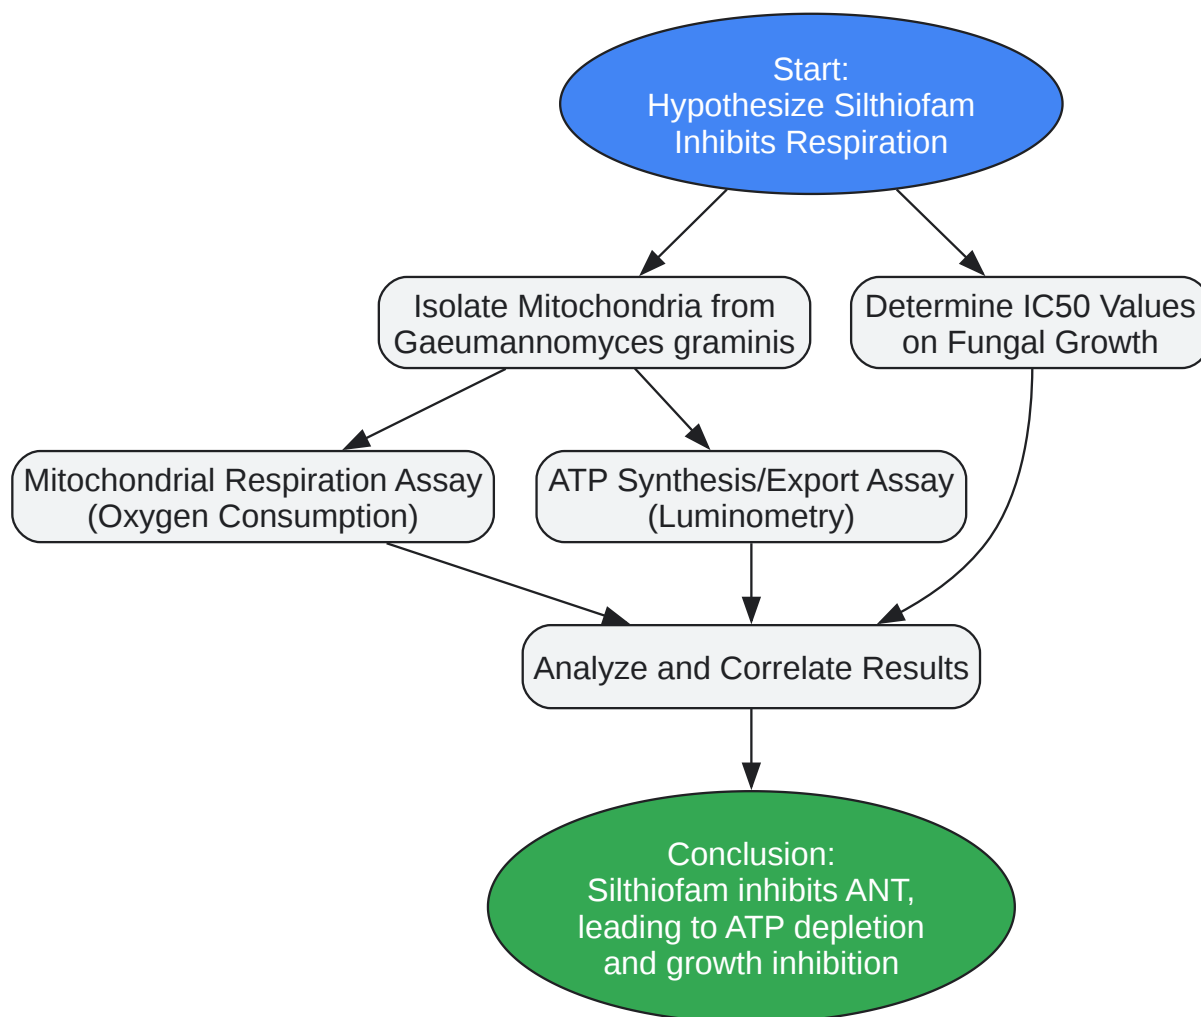 Start:
Hypothesize Silthiofam
Inhibits Respiration
Isolate Mitochondria from
Gaeumannomyces graminis
Determine IC50 Values
on Fungal Growth
Mitochondrial Respiration Assay
(Oxygen Consumption)
ATP Synthesis/Export Assay
(Luminometry)
Analyze and Correlate Results
Conclusion:
Silthiofam inhibits ANT,
leading to ATP depletion
and growth inhibition